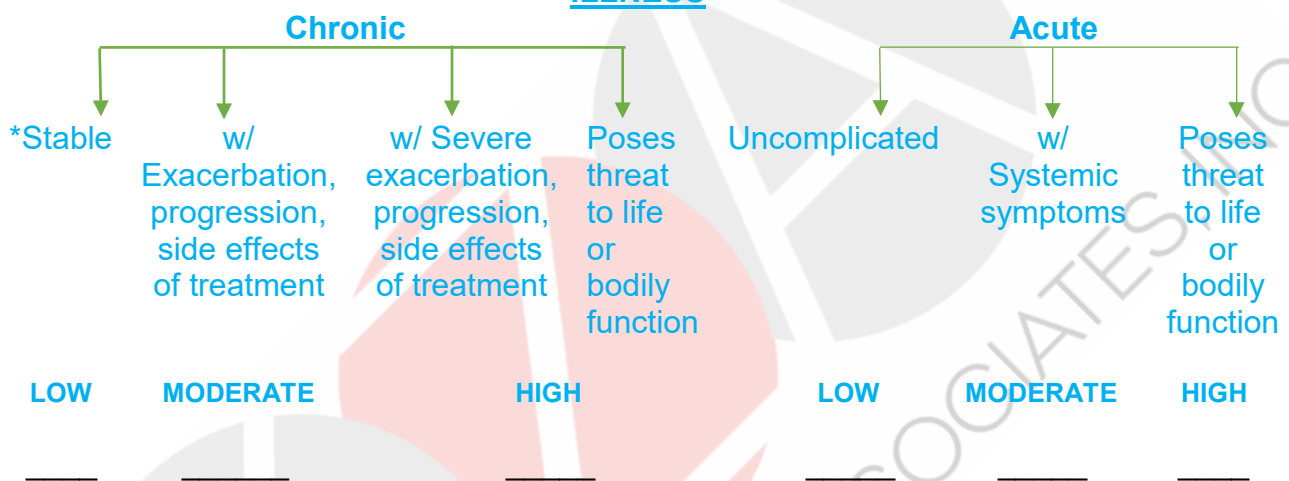 ILLNESS
Chronic Acute
*Stable w/ w/ Severe Poses Uncomplicated w/ Poses
Exacerbation, exacerbation, threat Systemic threat
progression, progression, to life symptoms to life
side effects side effects or or
of treatment of treatment bodily bodily
function function
LOW MODERATE HIGH LOW MODERATE HIGH
SOCIATES, INC